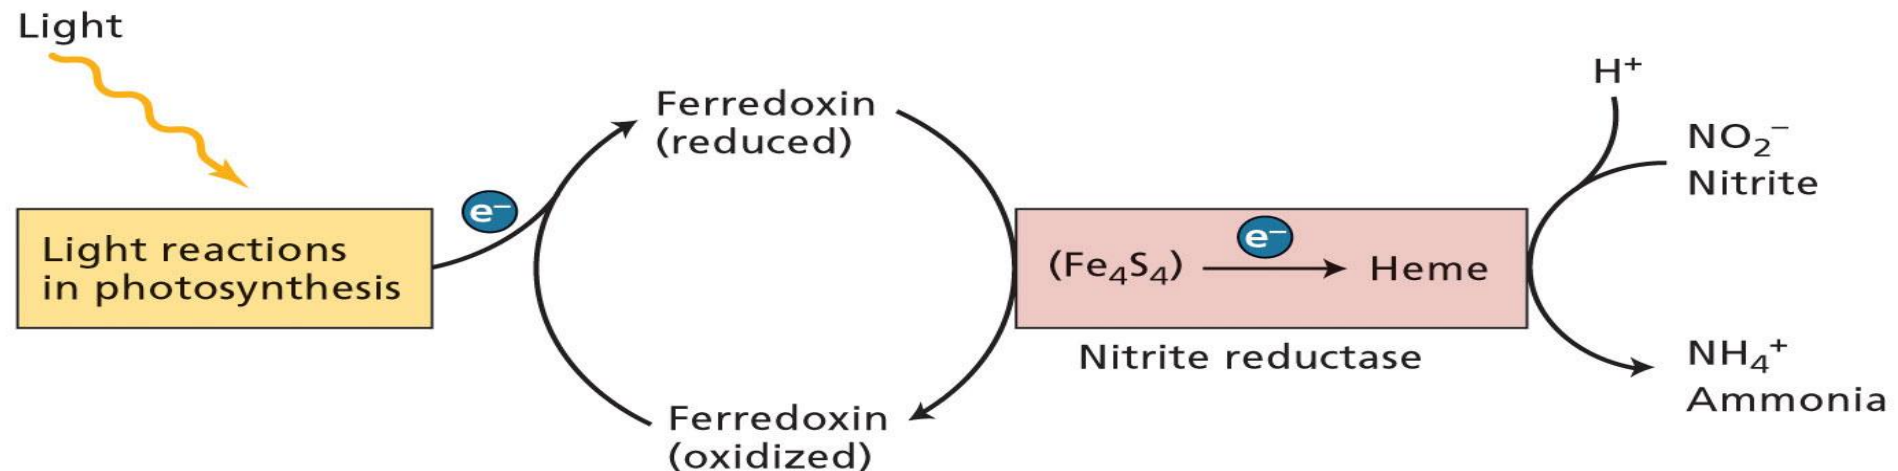 Light
Light reactions
in photosynthesis
e⁻
Ferredoxin
(reduced)
Ferredoxin
(oxidized)
(Fe₄S₄)
e⁻
Heme
Nitrite reductase
H⁺
NO₂⁻
Nitrite
NH₄⁺
Ammonia